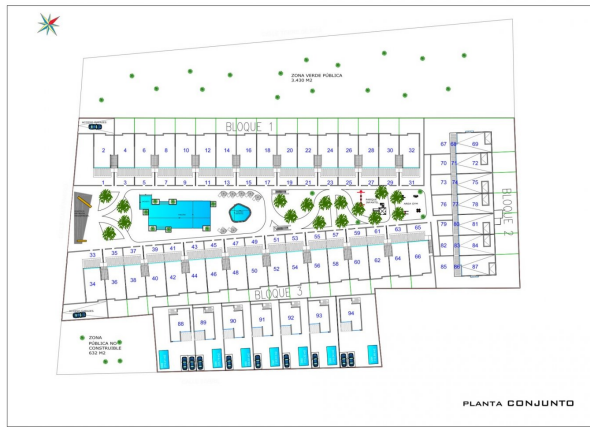 ZONA VERDE PÚBLICA
3.430 M2
BLOQUE 1
2 4 6 8 10 12 14 16 18 20 22 24 26 28 30 32
1 3 5 7 9 11 13 15 17 19 21 23 25 27 29 31
67 68 69
70 71 72
73 74 75
76 77 78
79 80 81
82 83 84
85 86 87
BLOQUE 2
33 35 37 39 41 43 45 47 49 51 53 55 57 59 61 63 65
34 36 38 40 42 44 46 48 50 52 54 56 58 60 62 64 66
BLOQUE 3
88 89 90 91 92 93 94
ZONA
PÚBLICA NO
CONSTRUIBLE
632 M2
PLANTA CONJUNTO